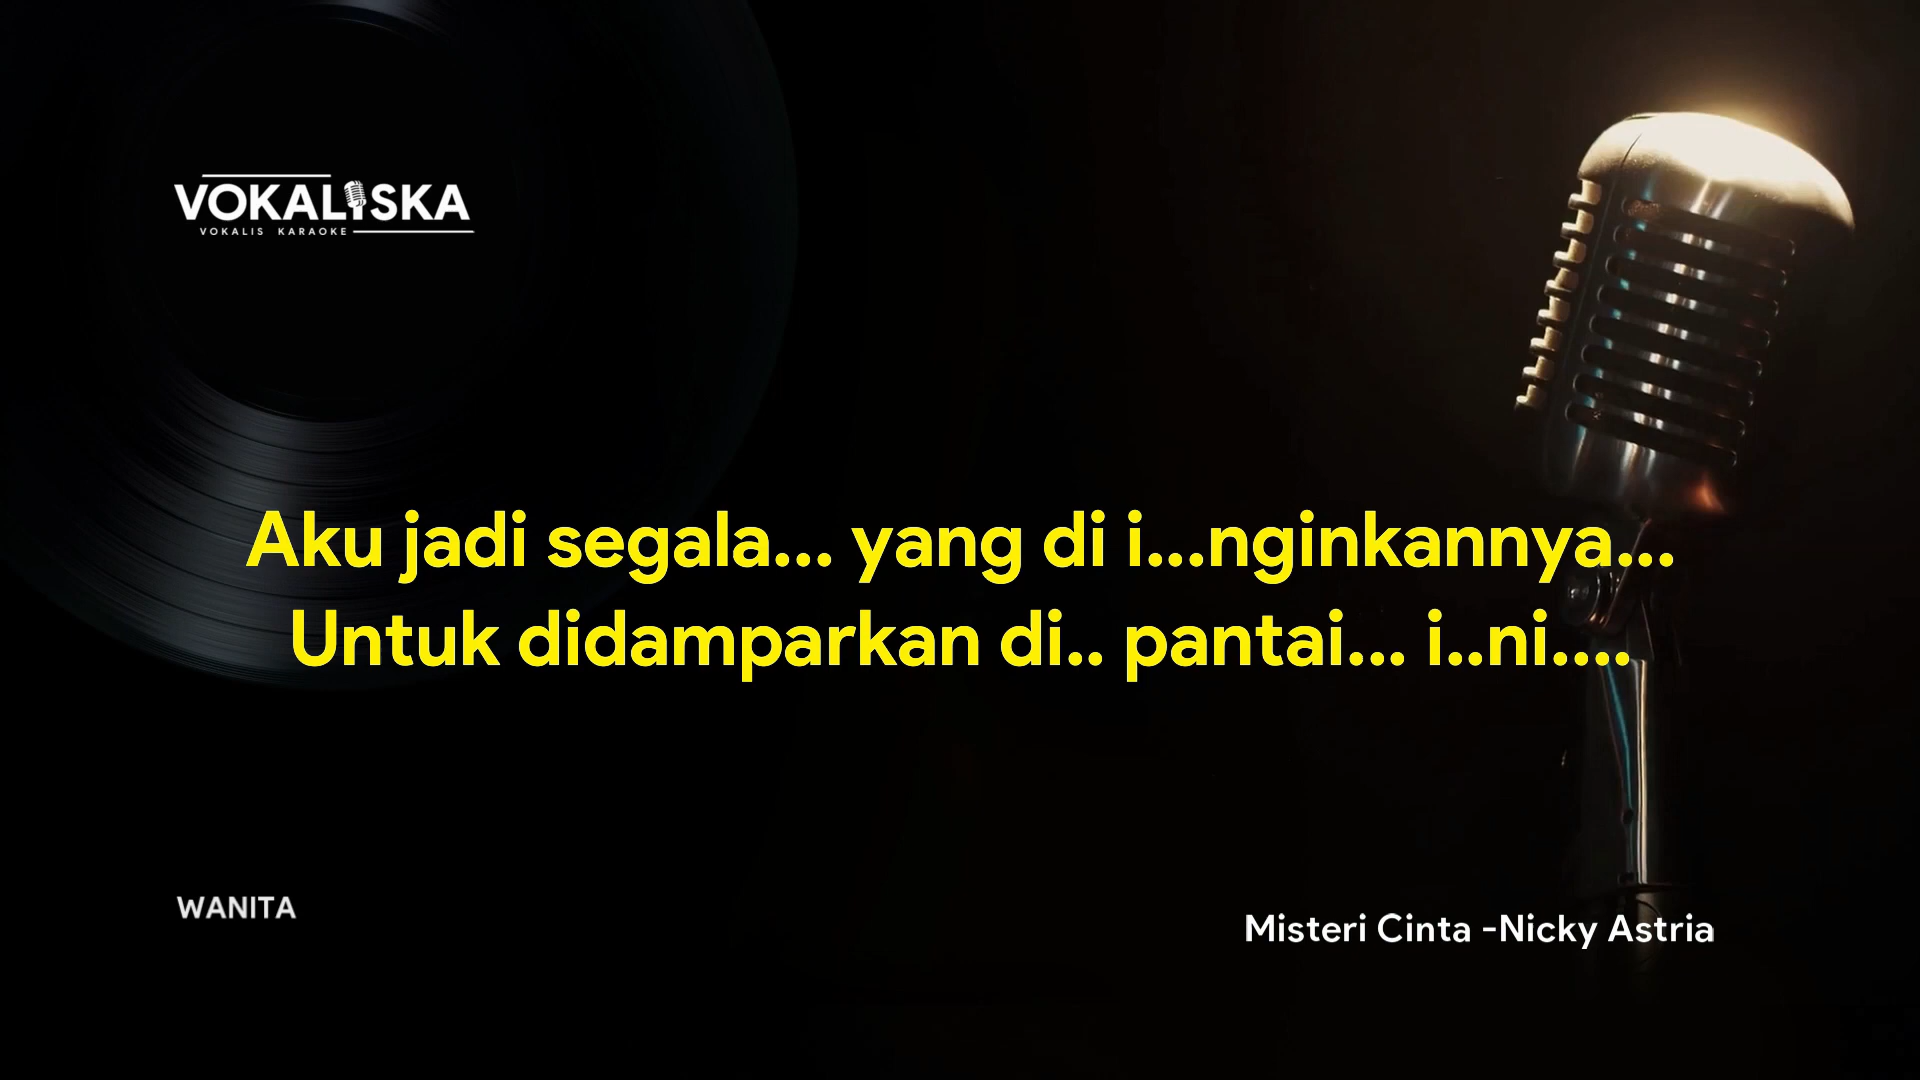 VOKALISKA
VOKALIS KARAOKE
Aku jadi segala... yang di i...nginkannya...
Untuk didamparkan di.. pantai... i..ni....
WANITA
Misteri Cinta -Nicky Astria